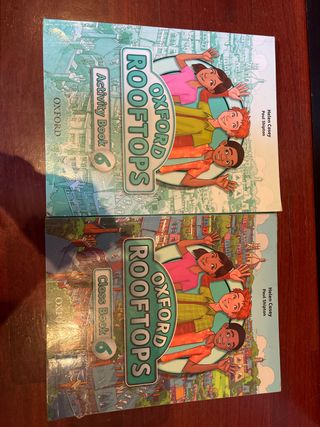 Helen Casey
Paul Shipton
OXFORD
ROOFTOPS
Activity Book 6
OXFORD
Helen Casey
Paul Shipton
OXFORD
ROOFTOPS
Class Book 6
OXFORD